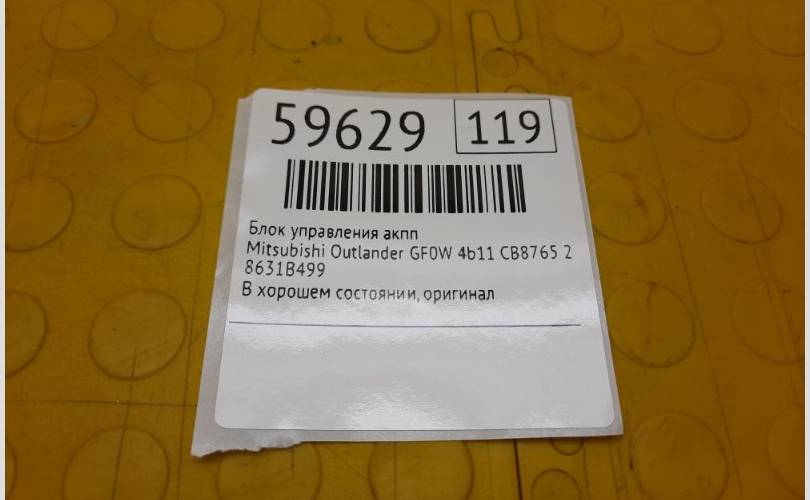 59629 119
Блок управления акпп
Mitsubishi Outlander GF0W 4b11 CB8765 2
8631B499
В хорошем состоянии, оригинал